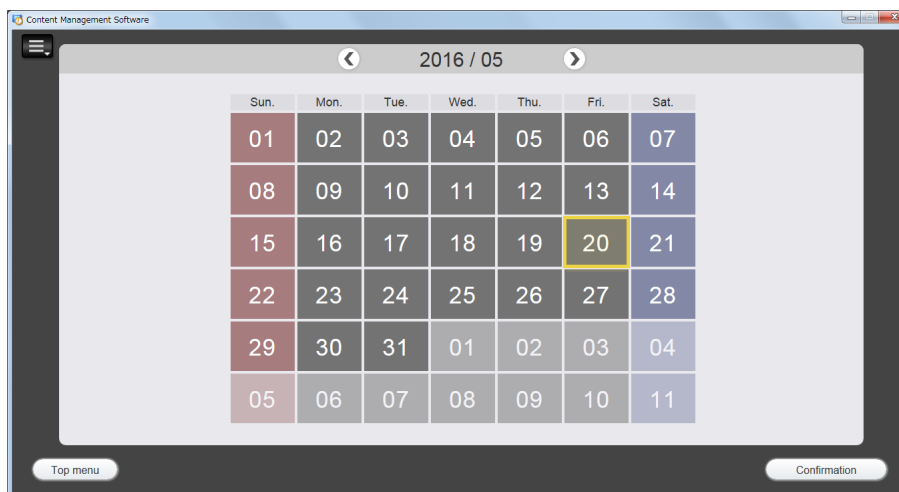 Content Management Software
2016 / 05
Sun. Mon. Tue. Wed. Thu. Fri. Sat.
01 02 03 04 05 06 07
08 09 10 11 12 13 14
15 16 17 18 19 20 21
22 23 24 25 26 27 28
29 30 31 01 02 03 04
05 06 07 08 09 10 11
Top menu Confirmation